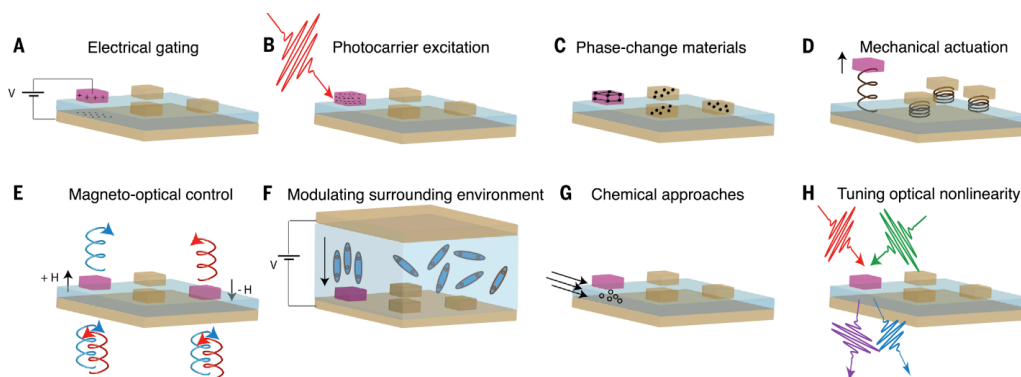 A Electrical gating
B Photocarrier excitation
C Phase-change materials
D Mechanical actuation
V
+ + + +
E Magneto-optical control
F Modulating surrounding environment
G Chemical approaches
H Tuning optical nonlinearity
+ H
- H
V